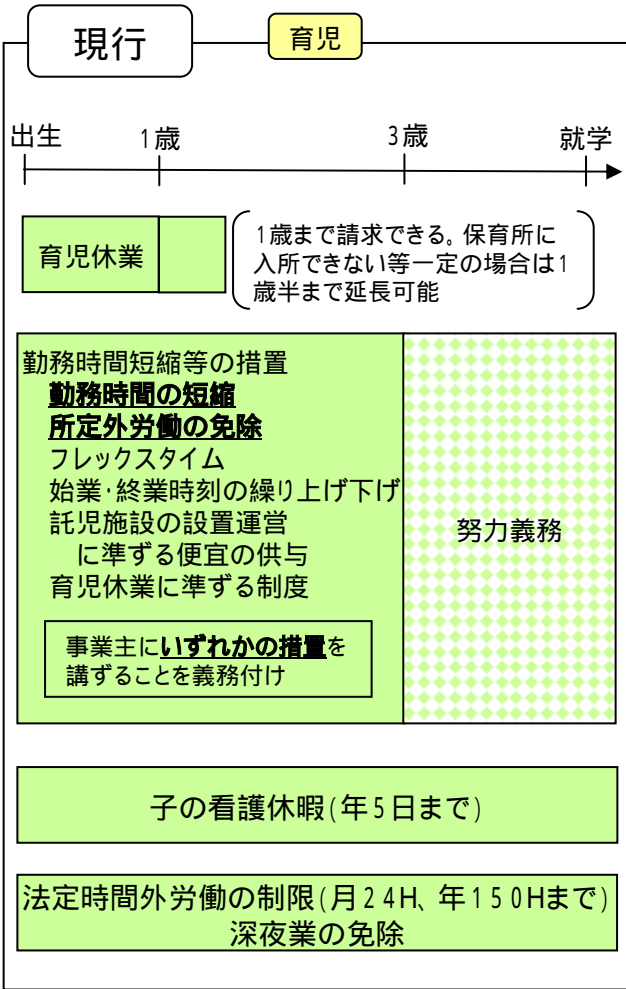 現行
育児
出生 1歳 3歳 就学
育児休業
1歳まで請求できる。保育所に
入所できない等一定の場合は1
歳半まで延長可能
勤務時間短縮等の措置
勤務時間の短縮
所定外労働の免除
フレックスタイム
始業・終業時刻の繰り上げ下げ
託児施設の設置運営
に準ずる便宜の供与
育児休業に準ずる制度
事業主にいずれかの措置を
講ずることを義務付け
努力義務
子の看護休暇(年5日まで)
法定時間外労働の制限(月24H、年150Hまで)
深夜業の免除